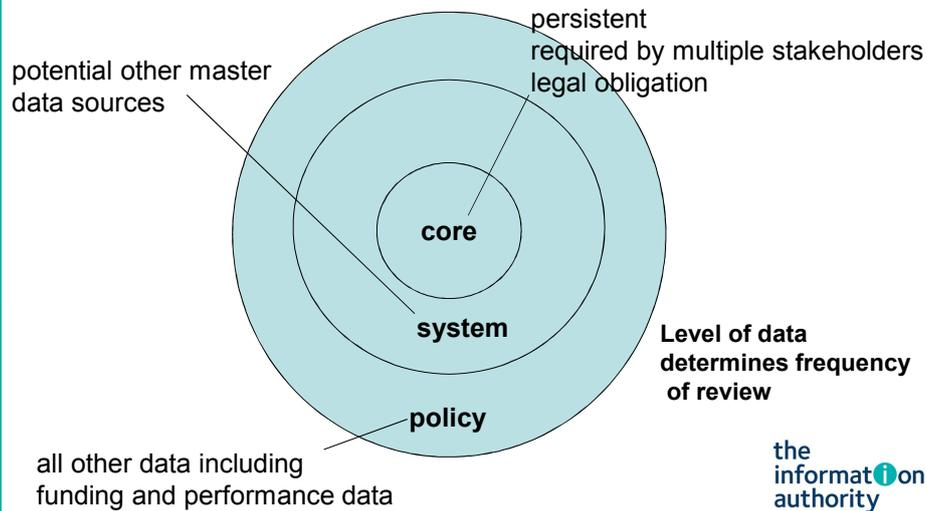 persistent
required by multiple stakeholders
legal obligation
potential other master
data sources
core
system
Level of data
determines frequency
of review
policy
all other data including
funding and performance data
the
information
authority